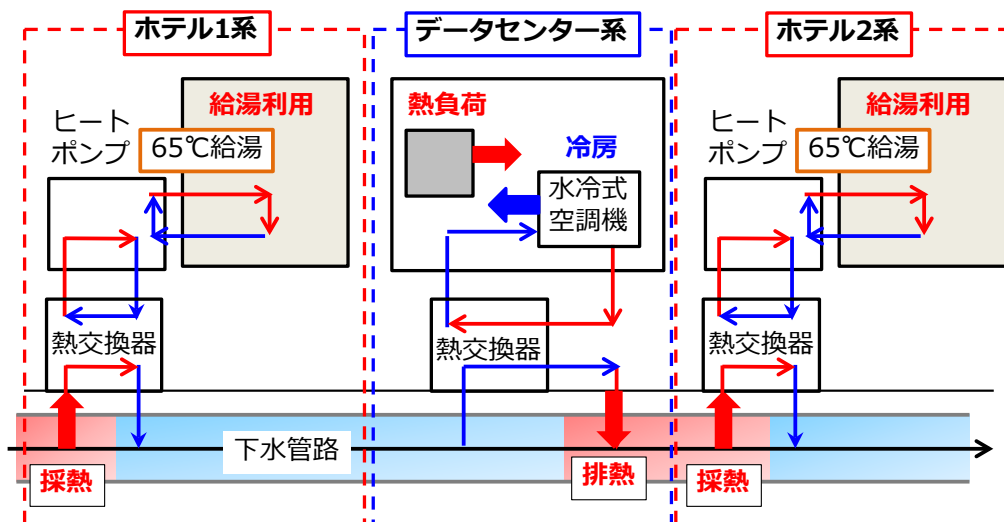 ホテル1系
給湯利用
ヒート
ポンプ
65℃給湯
熱交換器
採熱
データセンター系
熱負荷
冷房
水冷式
空調機
熱交換器
排熱
ホテル2系
給湯利用
ヒート
ポンプ
65℃給湯
熱交換器
採熱
下水管路